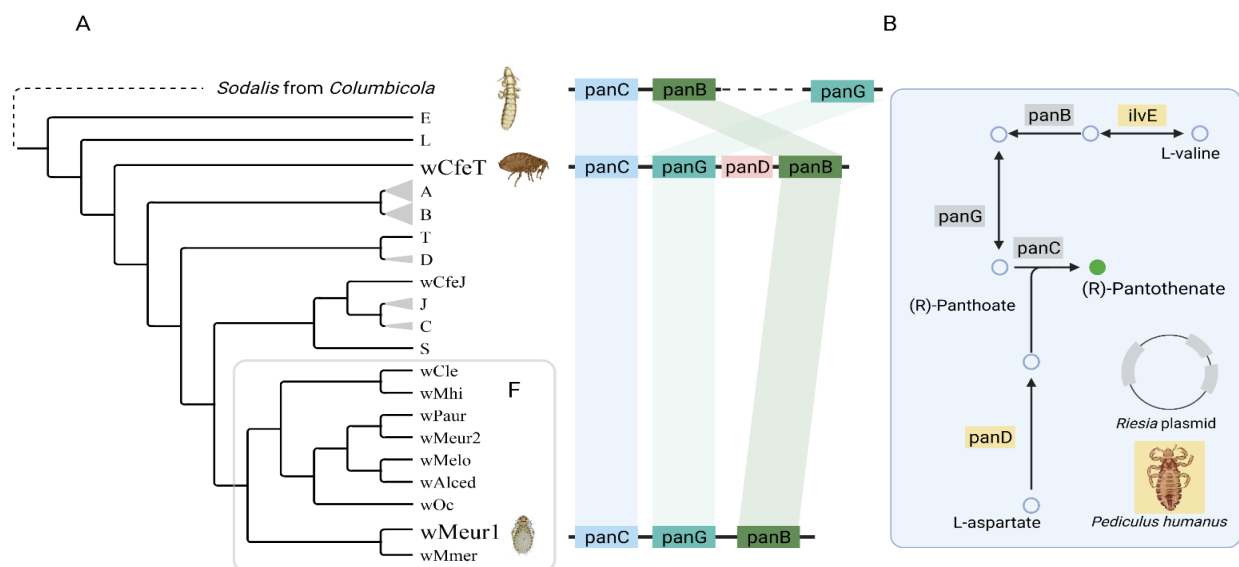 A
B
Sodalis from Columbicola
panC panB panG
E
L
wCfeT
panC panG panD panB
A
B
T
D
wCfeJ
J
C
S
wCle
F
wMhi
wPaur
wMeur2
wMelo
wAlced
wOc
wMeur1
panC panG panB
wMmer
panB
ilvE
L-valine
panG
panC
(R)-Panthoate
(R)-Pantothenate
panD
L-aspartate
Riesia plasmid
Pediculus humanus